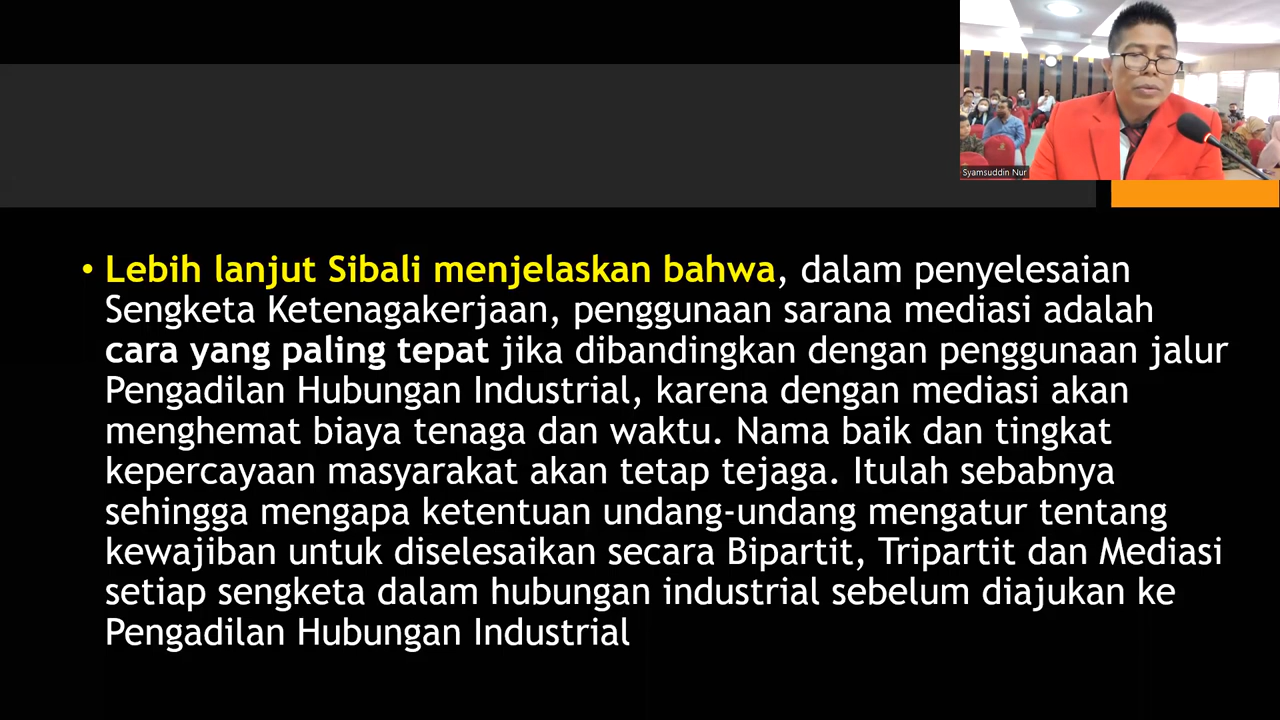 Syamsuddin Nur
• Lebih lanjut Sibali menjelaskan bahwa, dalam penyelesaian
Sengketa Ketenagakerjaan, penggunaan sarana mediasi adalah
cara yang paling tepat jika dibandingkan dengan penggunaan jalur
Pengadilan Hubungan Industrial, karena dengan mediasi akan
menghemat biaya tenaga dan waktu. Nama baik dan tingkat
kepercayaan masyarakat akan tetap tejaga. Itulah sebabnya
sehingga mengapa ketentuan undang-undang mengatur tentang
kewajiban untuk diselesaikan secara Bipartit, Tripartit dan Mediasi
setiap sengketa dalam hubungan industrial sebelum diajukan ke
Pengadilan Hubungan Industrial